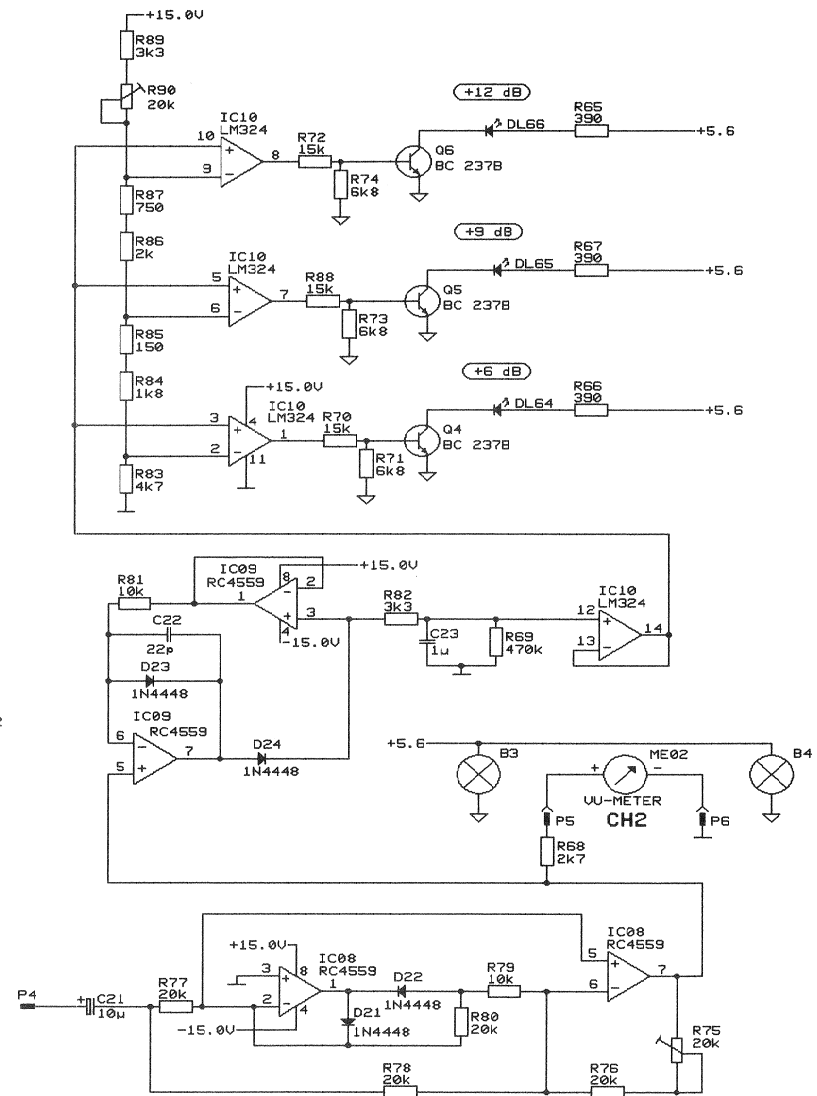 +15.0V
R89
3k3
R90
20k
+12 dB
IC10
LM324
10
9
8
R72
15k
R74
6k8
Q6
BC 237B
DL66
R65
390
+5.6
R87
750
R86
2k
+9 dB
IC10
LM324
5
6
7
R88
15k
R73
6k8
Q5
BC 237B
DL65
R67
390
+5.6
R85
150
R84
1k8
+6 dB
+15.0V
IC10
LM324
3
2
4
11
1
R70
15k
R71
6k8
Q4
BC 237B
DL64
R66
390
+5.6
R83
4k7
R81
10k
IC09
RC4559
1
8
2
3
4
+15.0V
-15.0V
R82
3k3
C23
1µ
R69
470k
IC10
LM324
12
13
14
C22
22p
D23
1N4448
IC09
RC4559
6
5
7
D24
1N4448
+5.6
B3
ME02
+
-
VU-METER
CH2
B4
P5
P6
R68
2k7
P4
+
C21
10µ
R77
20k
+15.0V
IC08
RC4559
3
2
8
4
1
-15.0V
D22
1N4448
D21
1N4448
R80
20k
R79
10k
IC08
RC4559
5
6
7
R75
20k
R78
20k
R76
20k